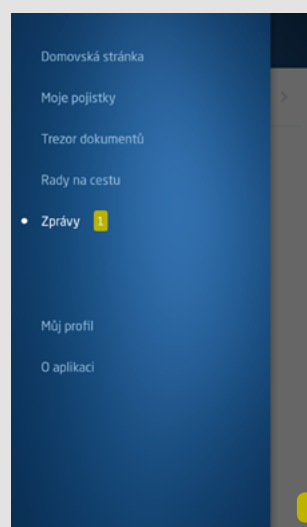 Domovská stránka
Moje pojistky
Trezor dokumentů
Rady na cestu
Zprávy 1
Můj profil
O aplikaci